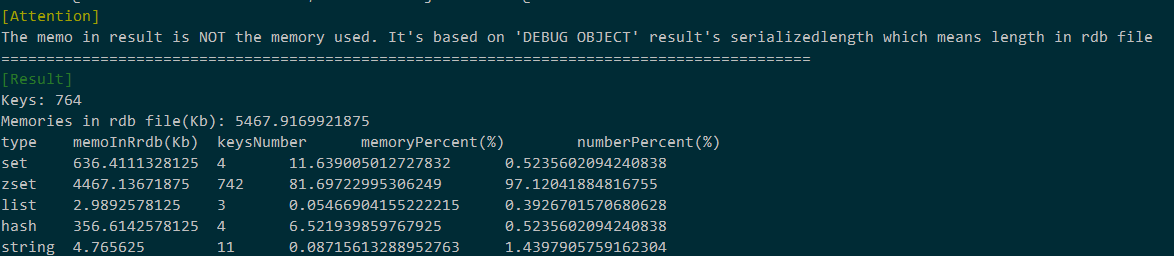 [Attention]
The memo in result is NOT the memory used. It's based on 'DEBUG OBJECT' result's serializedlength which means length in rdb file
==========================================================================================
[Result]
Keys: 764
Memories in rdb file(Kb): 5467.9169921875
type    memoInRrdb(Kb)  keysNumber      memoryPercent(%)        numberPercent(%)
set     636.4111328125  4       11.639005012727832      0.5235602094240838
zset    4467.13671875   742     81.69722995306249       97.12041884816755
list    2.9892578125    3       0.05466904155222215     0.3926701570680628
hash    356.6142578125  4       6.521939859767925       0.5235602094240838
string  4.765625        11      0.08715613288952763     1.4397905759162304